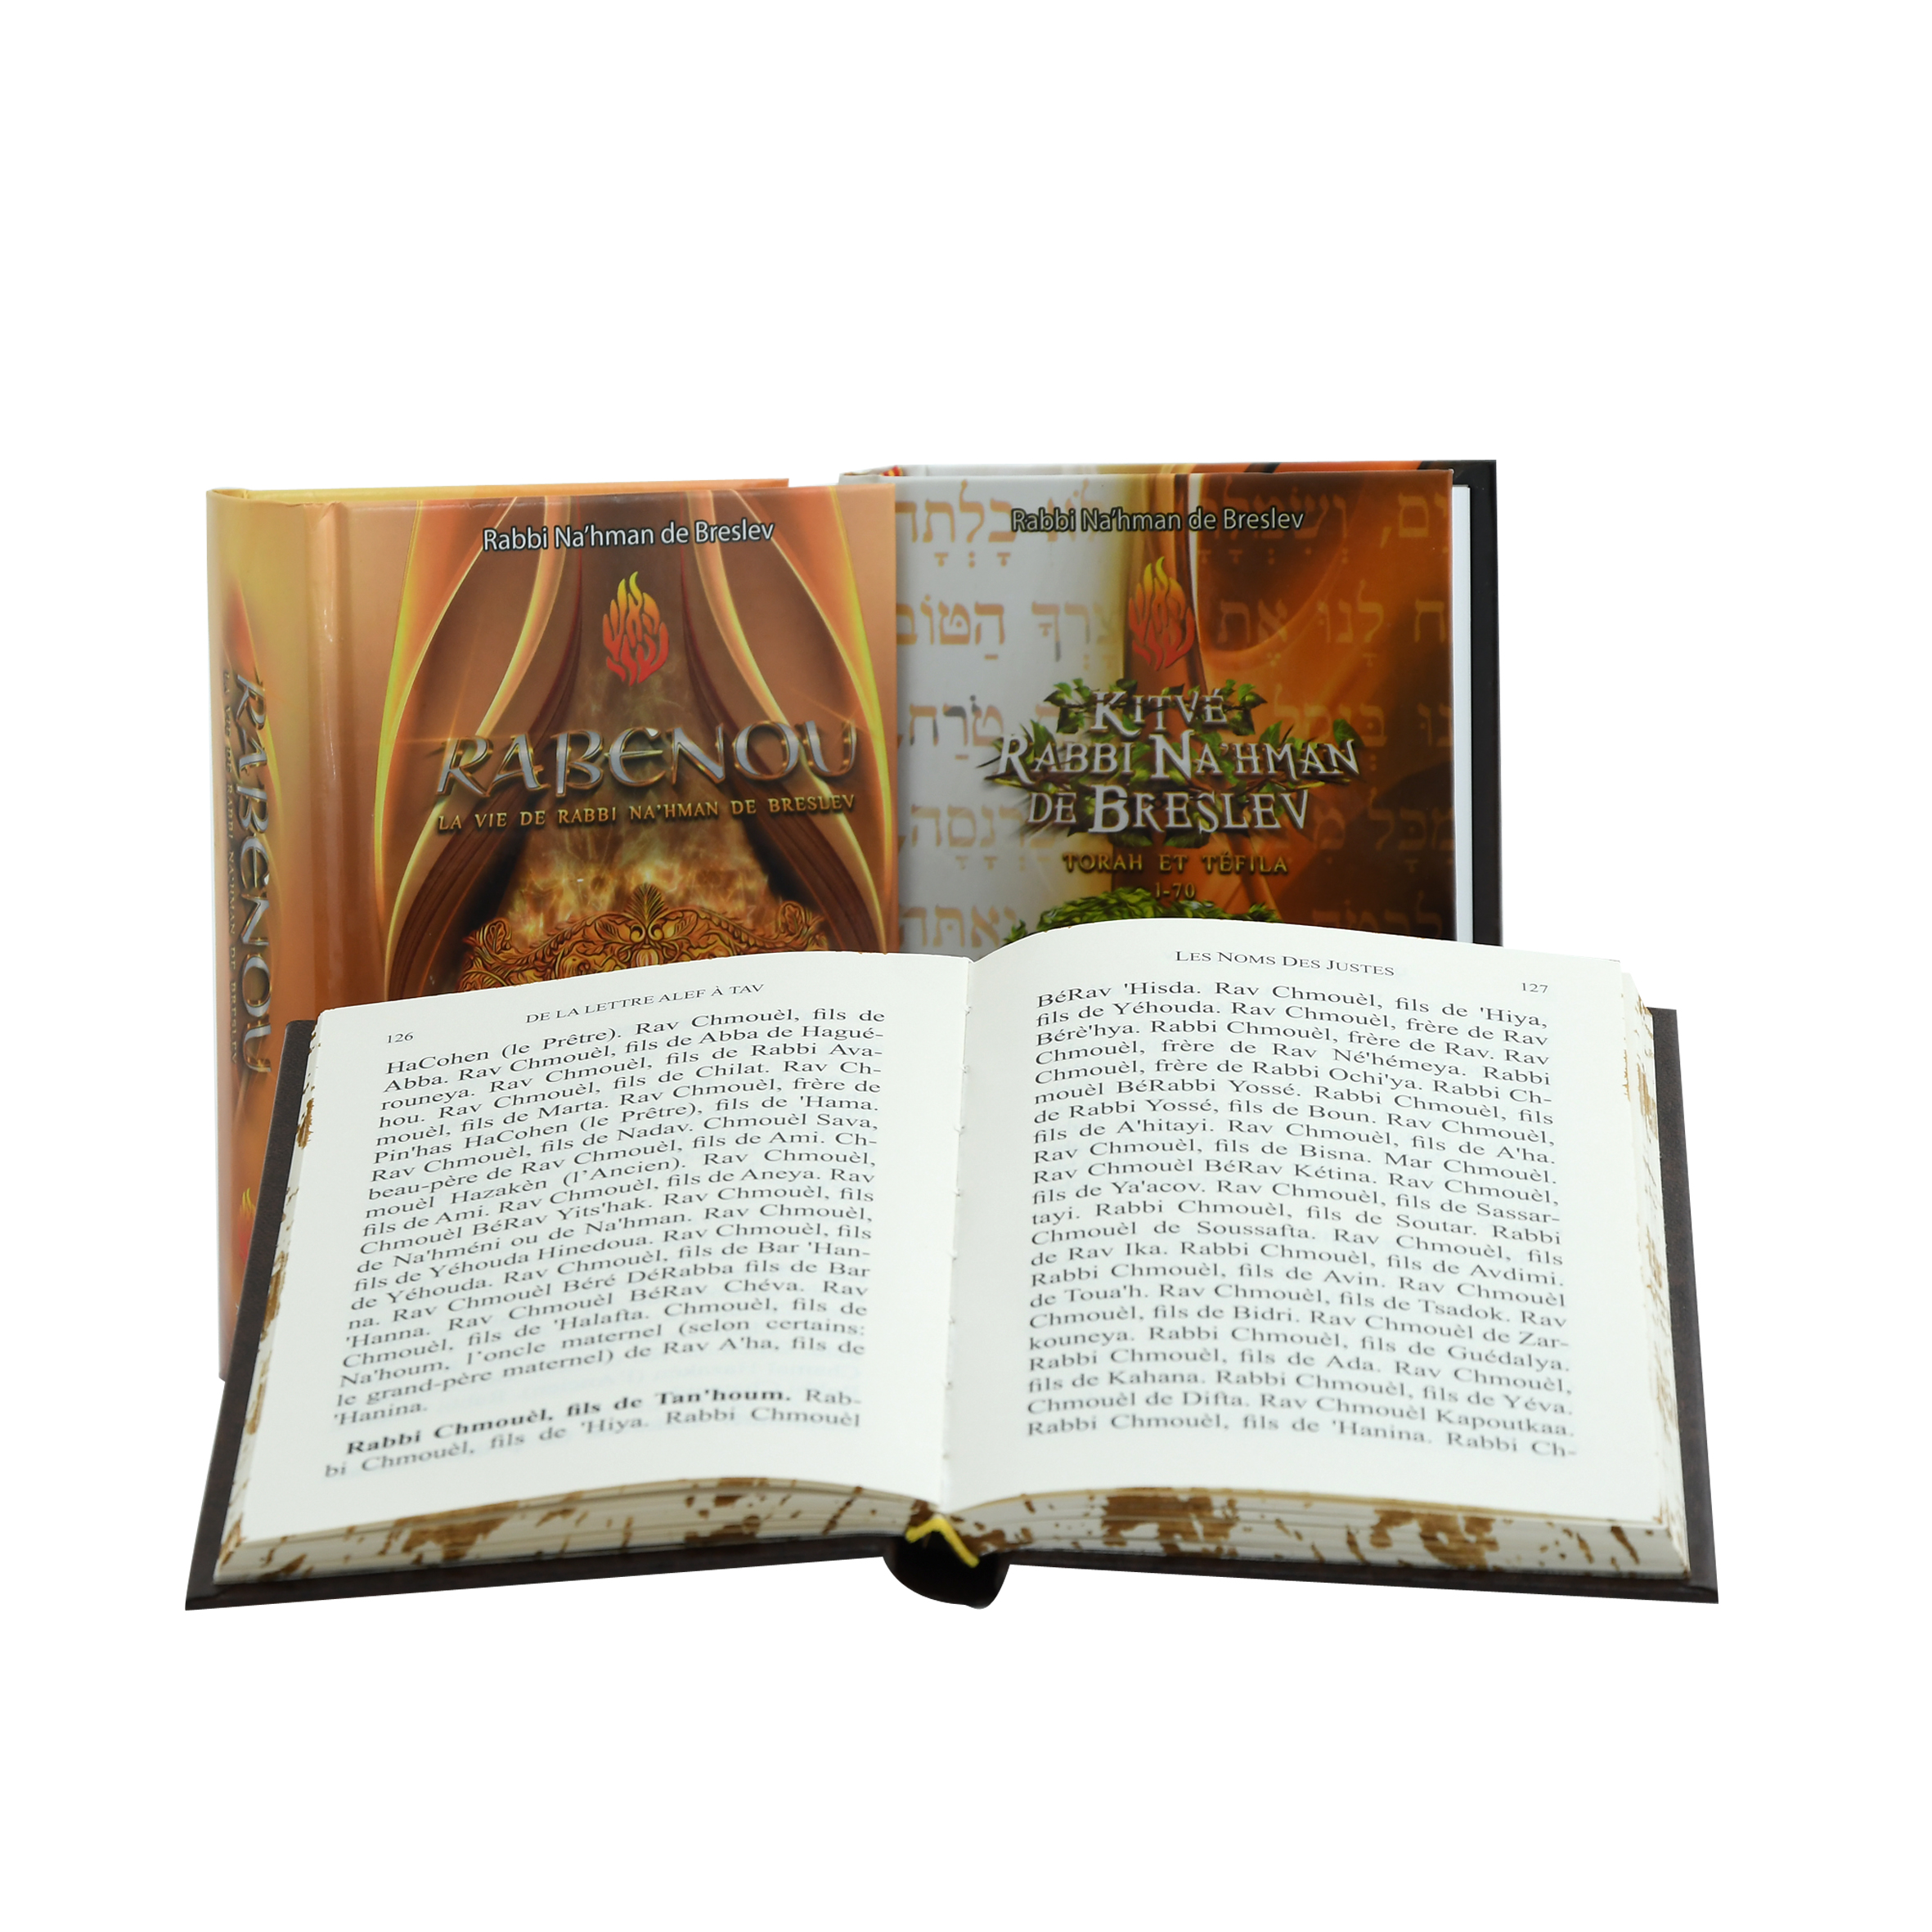 Rabbi Na'hman de Breslev
RABENOU
LA VIE DE RABBI NA'HMAN DE BRESLEV
RABENOU
LA VIE DE RABBI NA'HMAN DE BRESLEV
Rabbi Na'hman de Breslev
KITVÉ
RABBI NA'HMAN
DE BRESLEV
TORAH ET TÉFILA
1-70
126
DE LA LETTRE ALEF À TAV
HaCohen (le Prêtre). Rav Chmouèl, fils de
Abba. Rav Chmouèl, fils de Abba de Hagué-
rouneya. Rav Chmouèl, fils de Rabbi Ava-
hou. Rav Chmouèl, fils de Chilat. Rav Ch-
mouèl, fils de Marta. Rav Chmouèl, frère de
Pin'has HaCohen (le Prêtre), fils de 'Hama.
Rav Chmouèl, fils de Nadav. Chmouèl Sava,
beau-père de Rav Chmouèl, fils de Ami. Ch-
mouèl Hazakèn (l'Ancien). Rav Chmouèl,
fils de Ami. Rav Chmouèl, fils de Aneya. Rav
Chmouèl BéRav Yits'hak. Rav Chmouèl, fils
de Na'hméni ou de Na'hman. Rav Chmouèl,
fils de Yéhouda Hinedoua. Rav Chmouèl, fils
de Yéhouda. Rav Chmouèl, fils de Bar 'Han-
na. Rav Chmouèl Béré DéRabba fils de Bar
'Hanna. Rav Chmouèl BéRav Chéva. Rav
Chmouèl, fils de 'Halafta. Chmouèl, fils de
Na'houm, l'oncle maternel (selon certains:
le grand-père maternel) de Rav A'ha, fils de
'Hanina.
Rabbi Chmouèl, fils de Tan'houm. Rab-
bi Chmouèl, fils de 'Hiya. Rabbi Chmouèl
LES NOMS DES JUSTES
127
BéRav 'Hisda. Rav Chmouèl, fils de 'Hiya,
fils de Yéhouda. Rav Chmouèl, frère de Rav
Bérè'hya. Rabbi Chmouèl, frère de Rav. Rav
Chmouèl, frère de Rav Né'hémeya. Rabbi
Chmouèl, frère de Rabbi Ochi'ya. Rabbi Ch-
mouèl BéRabbi Yossé. Rabbi Chmouèl, fils
de Rabbi Yossé, fils de Boun. Rav Chmouèl,
fils de A'hitayi. Rav Chmouèl, fils de A'ha.
Rav Chmouèl, fils de Bisna. Mar Chmouèl.
Rav Chmouèl BéRav Kétina. Rav Chmouèl,
fils de Ya'acov. Rav Chmouèl, fils de Sassar-
tayi. Rabbi Chmouèl, fils de Soutar. Rabbi
Chmouèl de Soussafta. Rav Chmouèl, fils
de Rav Ika. Rabbi Chmouèl, fils de Avdimi.
Rabbi Chmouèl, fils de Avin. Rav Chmouèl
de Toua'h. Rav Chmouèl, fils de Tsadok. Rav
Chmouèl, fils de Bidri. Rav Chmouèl de Zar-
kouneya. Rabbi Chmouèl, fils de Guédalya.
Rabbi Chmouèl, fils de Ada. Rav Chmouèl,
fils de Kahana. Rabbi Chmouèl, fils de Yéva.
Chmouèl de Difta. Rav Chmouèl Kapoutkaa.
Rabbi Chmouèl, fils de 'Hanina. Rabbi Ch-